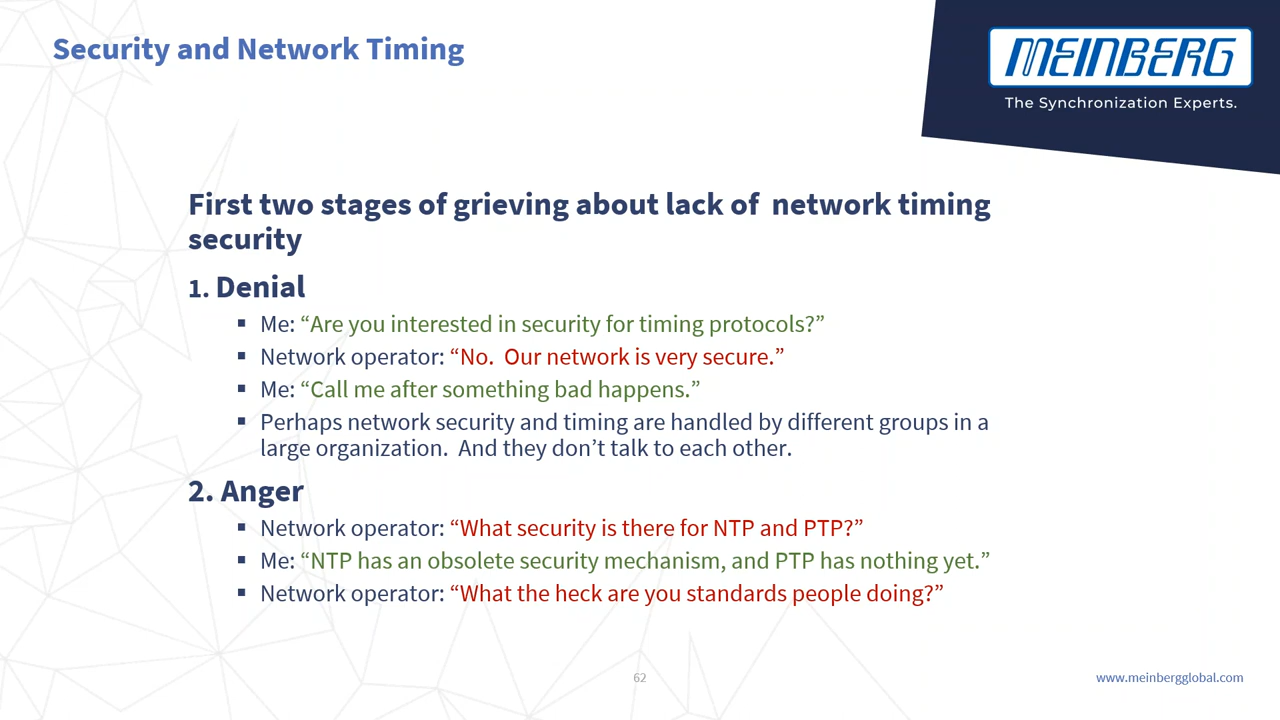 Security and Network Timing
MEINBERG
The Synchronization Experts.
First two stages of grieving about lack of  network timing
security
1. Denial
▪ Me: “Are you interested in security for timing protocols?”
▪ Network operator: “No.  Our network is very secure.”
▪ Me: “Call me after something bad happens.”
▪ Perhaps network security and timing are handled by different groups in a
large organization.  And they don’t talk to each other.
2. Anger
▪ Network operator: “What security is there for NTP and PTP?”
▪ Me: “NTP has an obsolete security mechanism, and PTP has nothing yet.”
▪ Network operator: “What the heck are you standards people doing?”
62
www.meinbergglobal.com